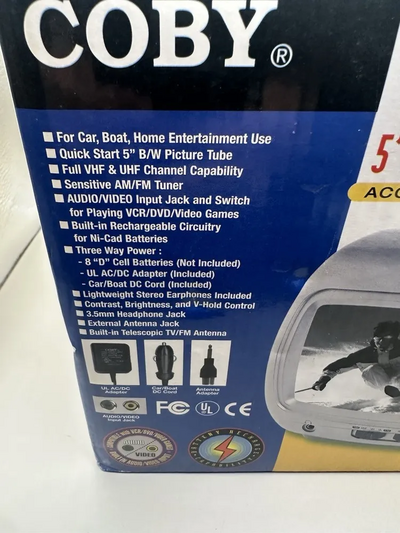 COBY®
■ For Car, Boat, Home Entertainment Use
■ Quick Start 5" B/W Picture Tube
■ Full VHF & UHF Channel Capability
■ Sensitive AM/FM Tuner
■ AUDIO/VIDEO Input Jack and Switch
for Playing VCR/DVD/Video Games
■ Built-in Rechargeable Circuitry
for Ni-Cad Batteries
■ Three Way Power :
- 8 "D" Cell Batteries (Not Included)
- UL AC/DC Adapter (Included)
- Car/Boat DC Cord (Included)
■ Lightweight Stereo Earphones Included
■ Contrast, Brightness, and V-Hold Control
■ 3.5mm Headphone Jack
■ External Antenna Jack
■ Built-in Telescopic TV/FM Antenna
5"
ACC
UL AC/DC
Adapter
Car/Boat
DC Cord
Antenna
Adapter
AUDIO/VIDEO
Input Jack
FC UL CE
VIDEO